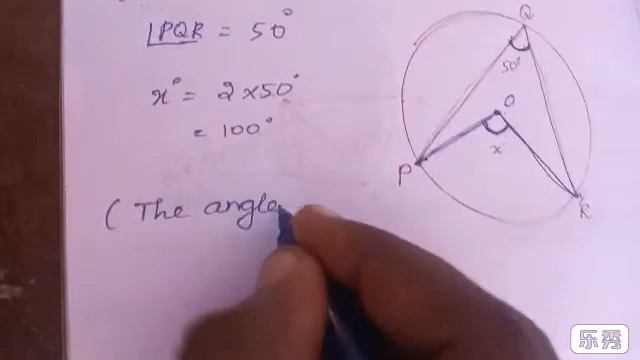 ∠PQR = 50°
x° = 2 × 50°
= 100°
( The angle
Q
50°
O
x
P
R
乐秀